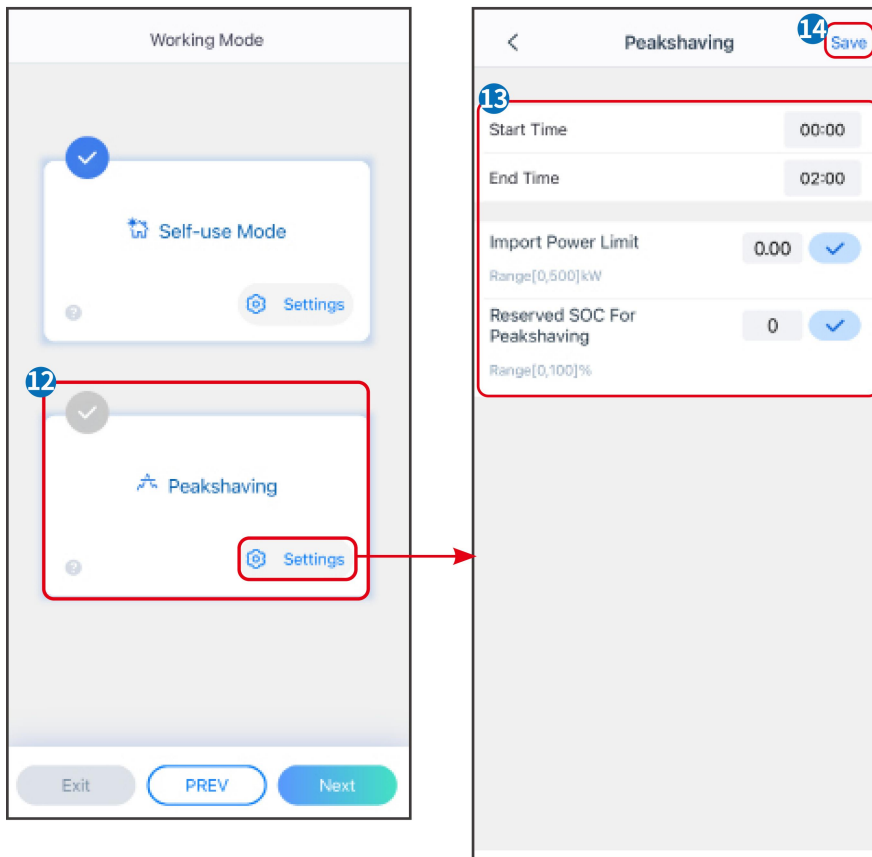 Working Mode
Self-use Mode
Settings
12
Peakshaving
Settings
Exit
PREV
Next
Peakshaving
14
Save
13
Start Time
00:00
End Time
02:00
Import Power Limit
0.00
Range[0,500]kW
Reserved SOC For
Peakshaving
0
Range[0,100]%